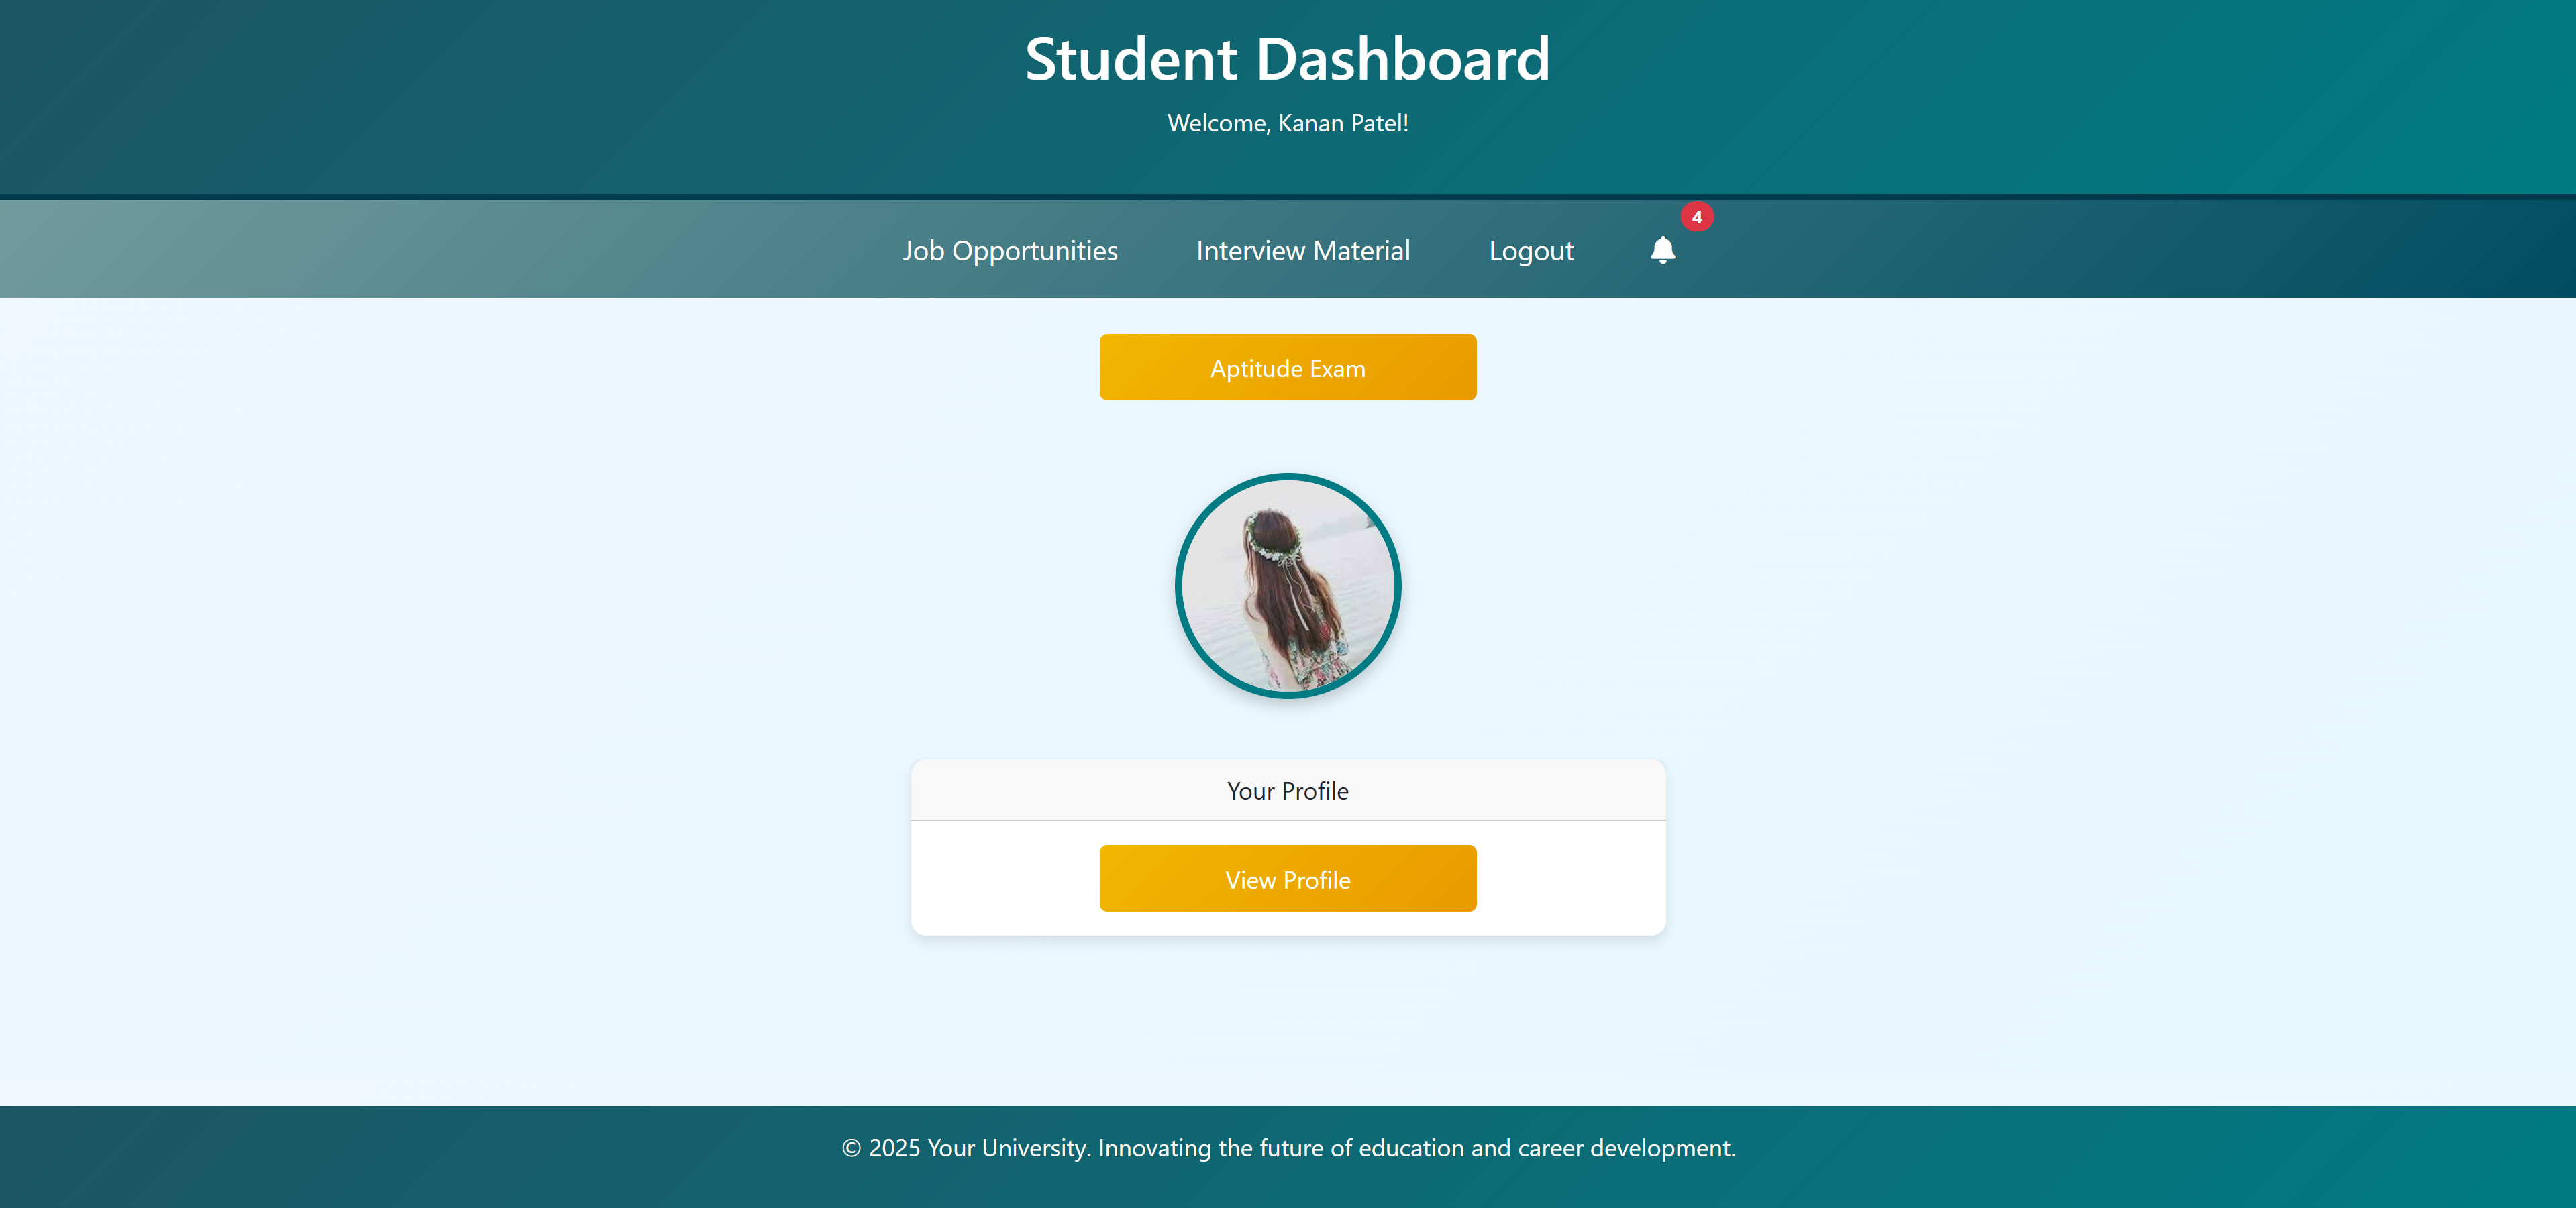 Student Dashboard
Welcome, Kanan Patel!
4
Job Opportunities Interview Material Logout
Aptitude Exam
Your Profile
View Profile
© 2025 Your University. Innovating the future of education and career development.